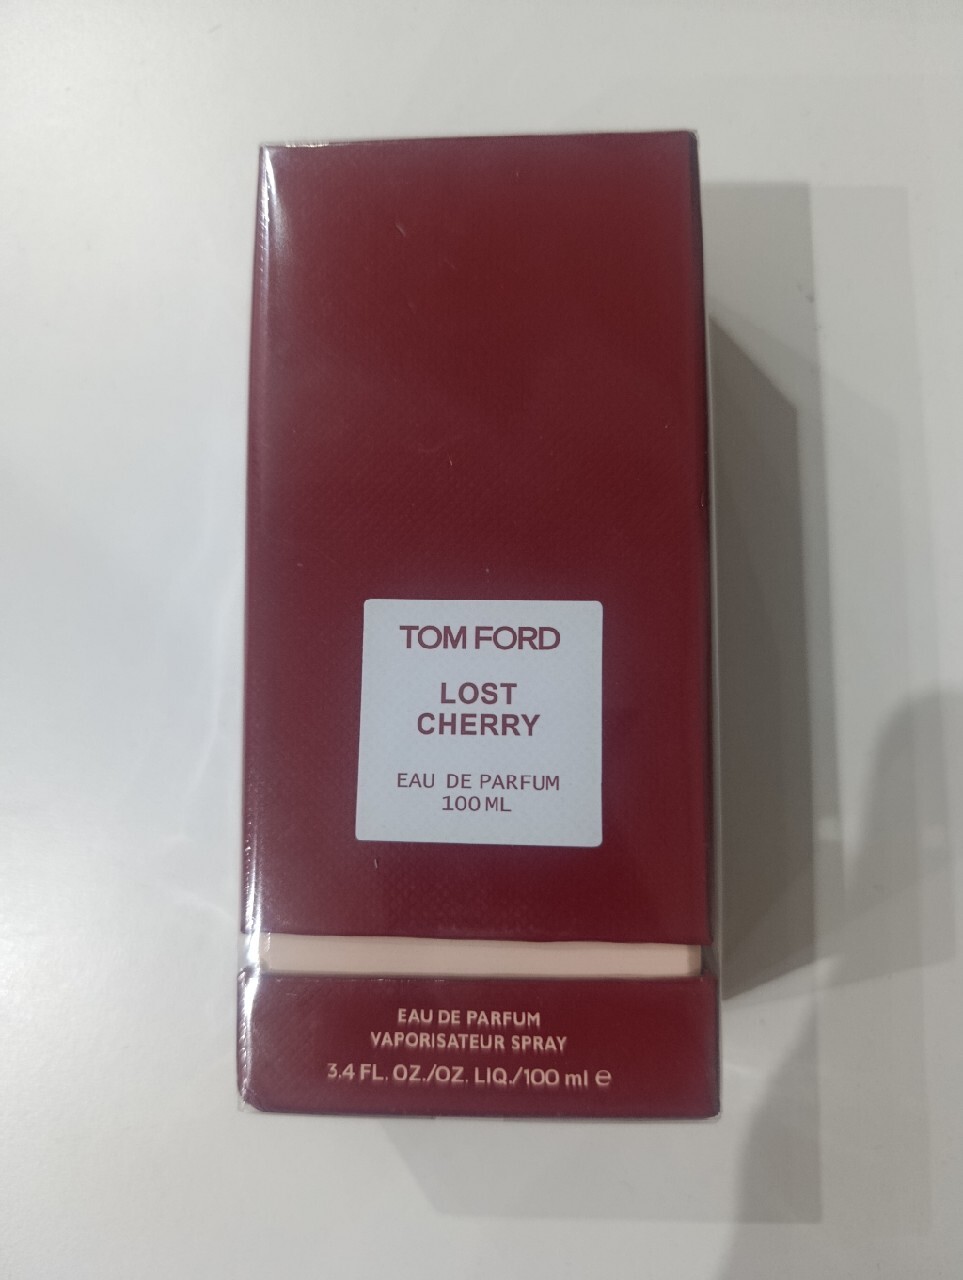 TOM FORD
LOST
CHERRY
EAU DE PARFUM
100 ML
EAU DE PARFUM
VAPORISATEUR SPRAY
3.4 FL. OZ./OZ. LIQ./100 ml ℮